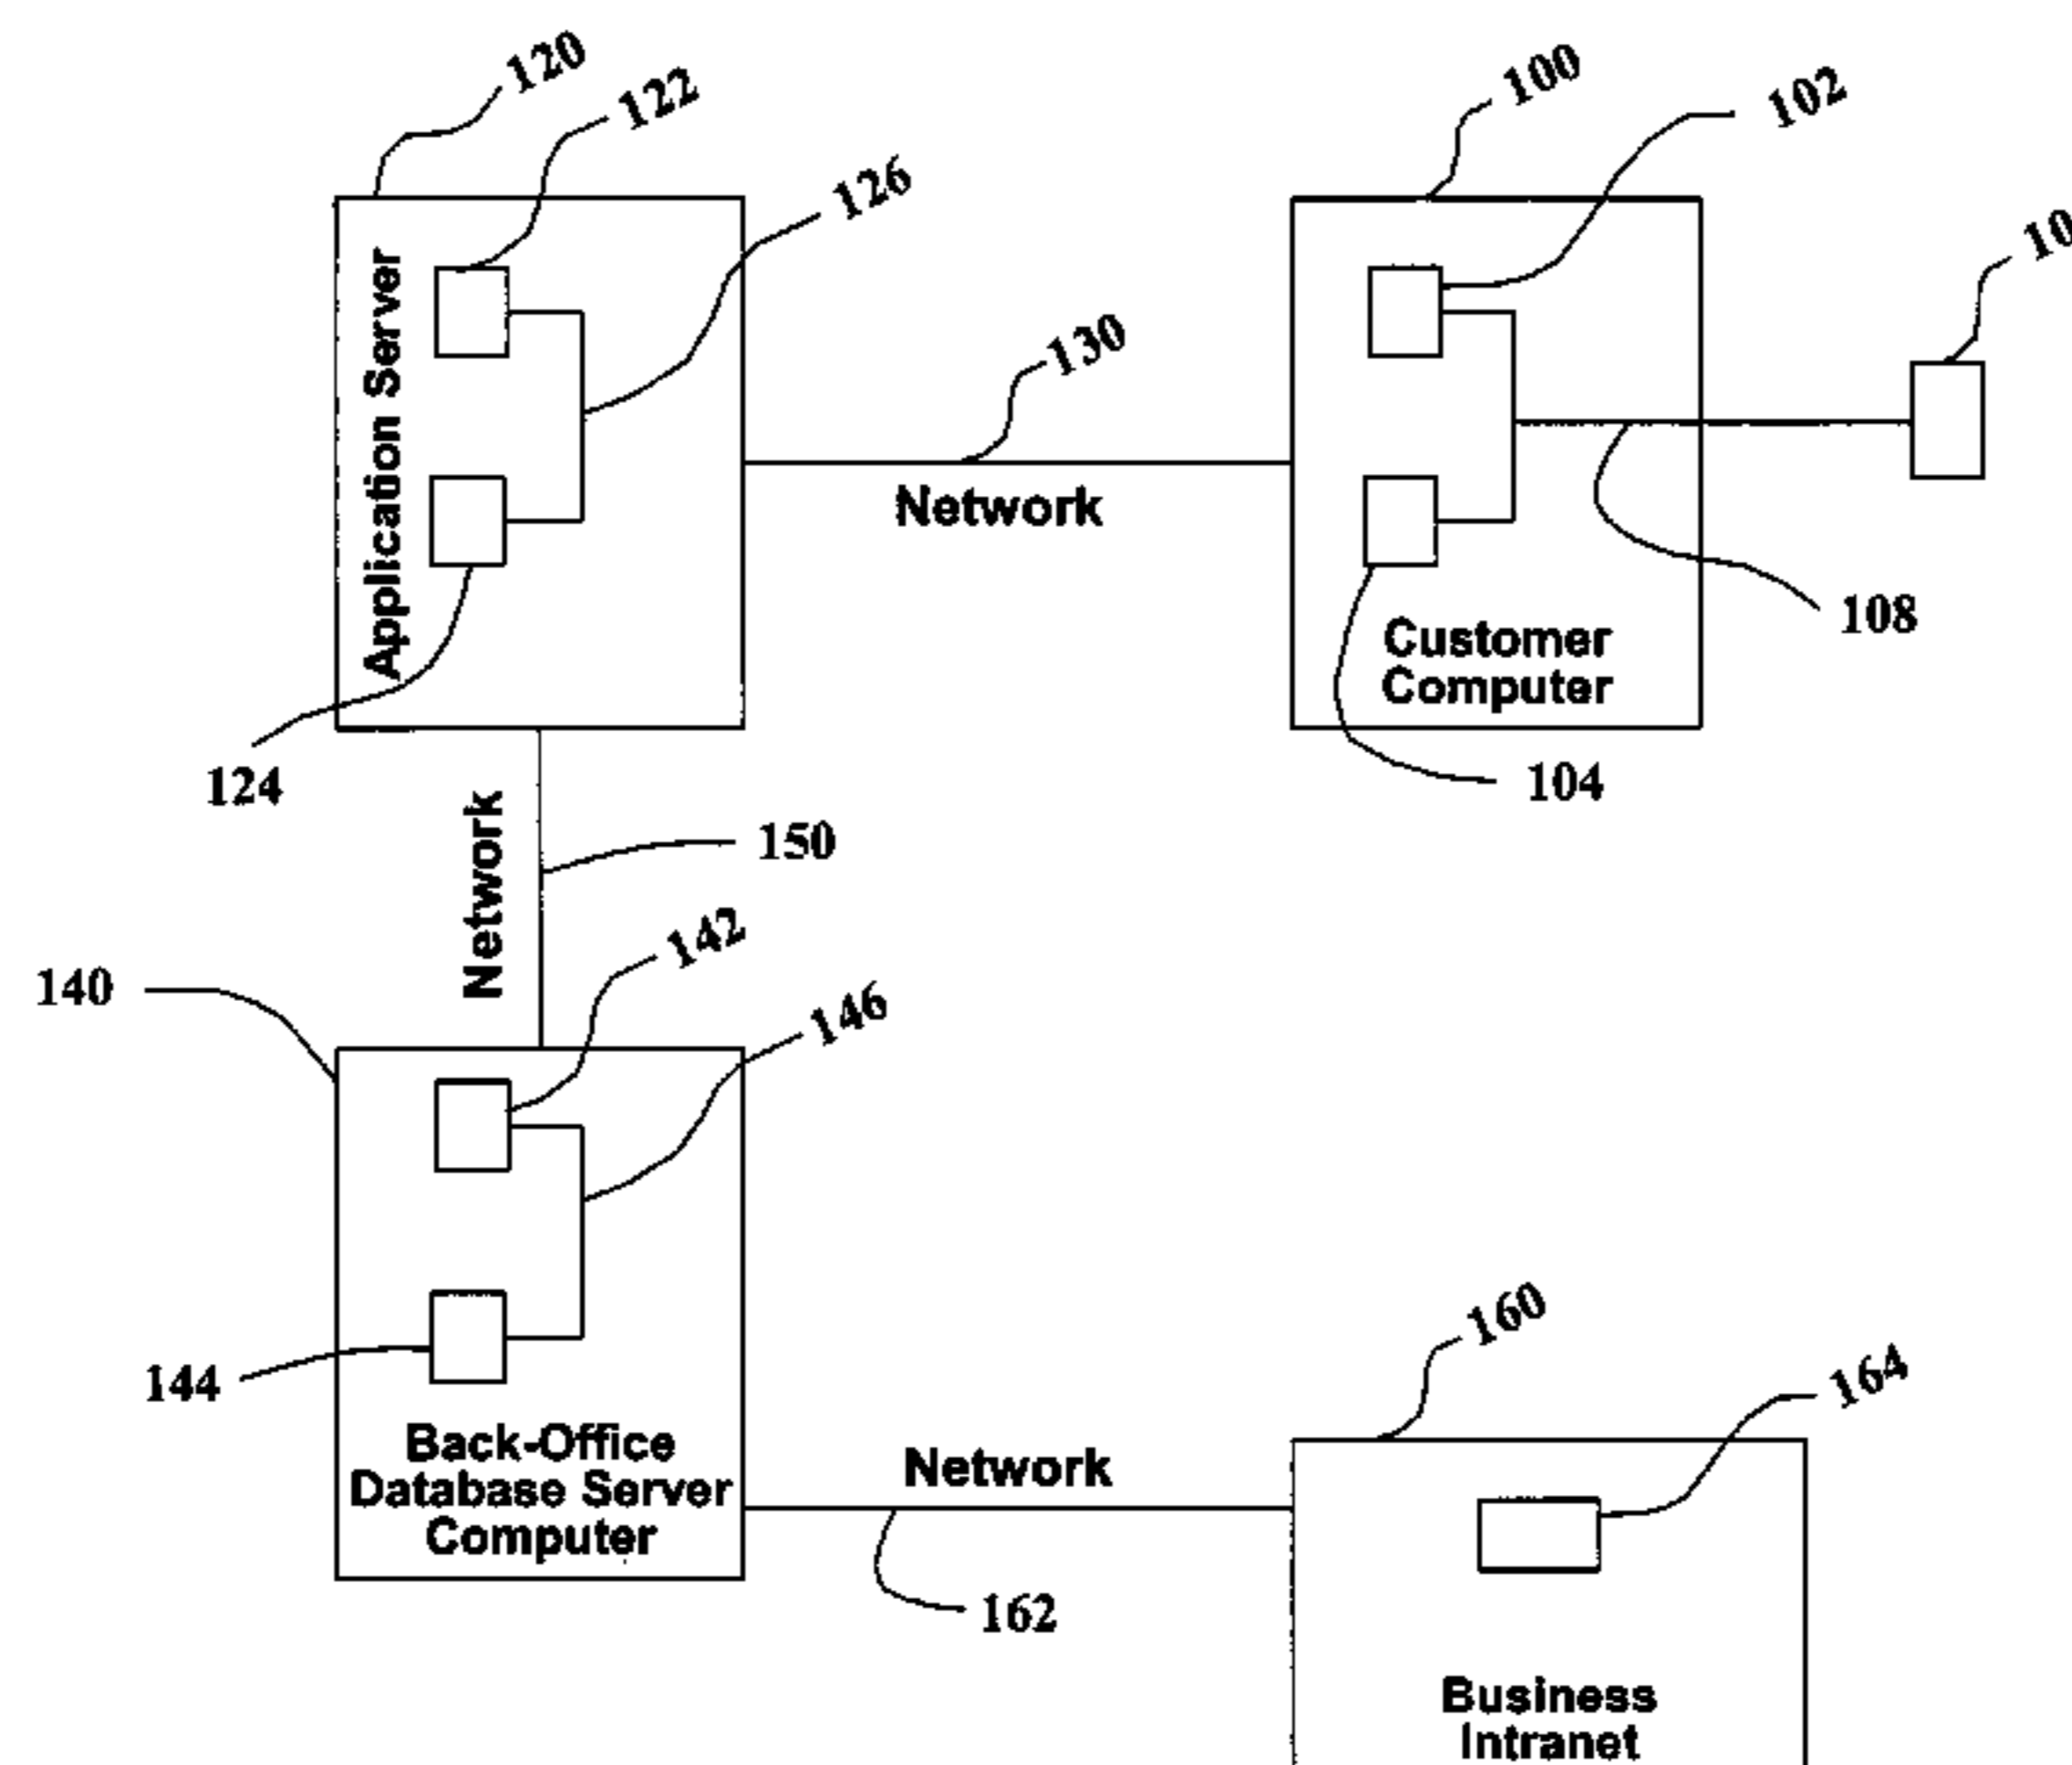 120
122
126
100
102
10
Application Server
130
Network
108
Customer
Computer
124
104
150
Network
142
140
146
144
Back-Office
Database Server
Computer
Network
160
164
162
Business
Intranet